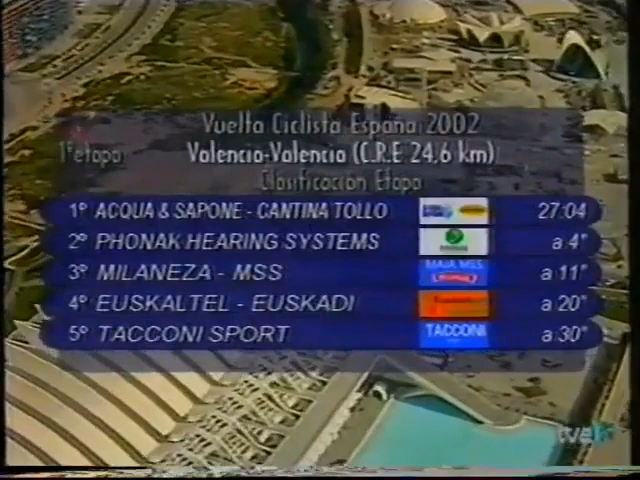 Vuelta Ciclista España 2002
1ª etapa Valencia-Valencia (C.R.E 24.6 km)
Clasificación Etapa
1º ACQUA & SAPONE - CANTINA TOLLO 27:04
2º PHONAK HEARING SYSTEMS a 4"
3º MILANEZA - MSS MAIA MSS a 11"
4º EUSKALTEL - EUSKADI a 20"
5º TACCONI SPORT TACCONI a 30"